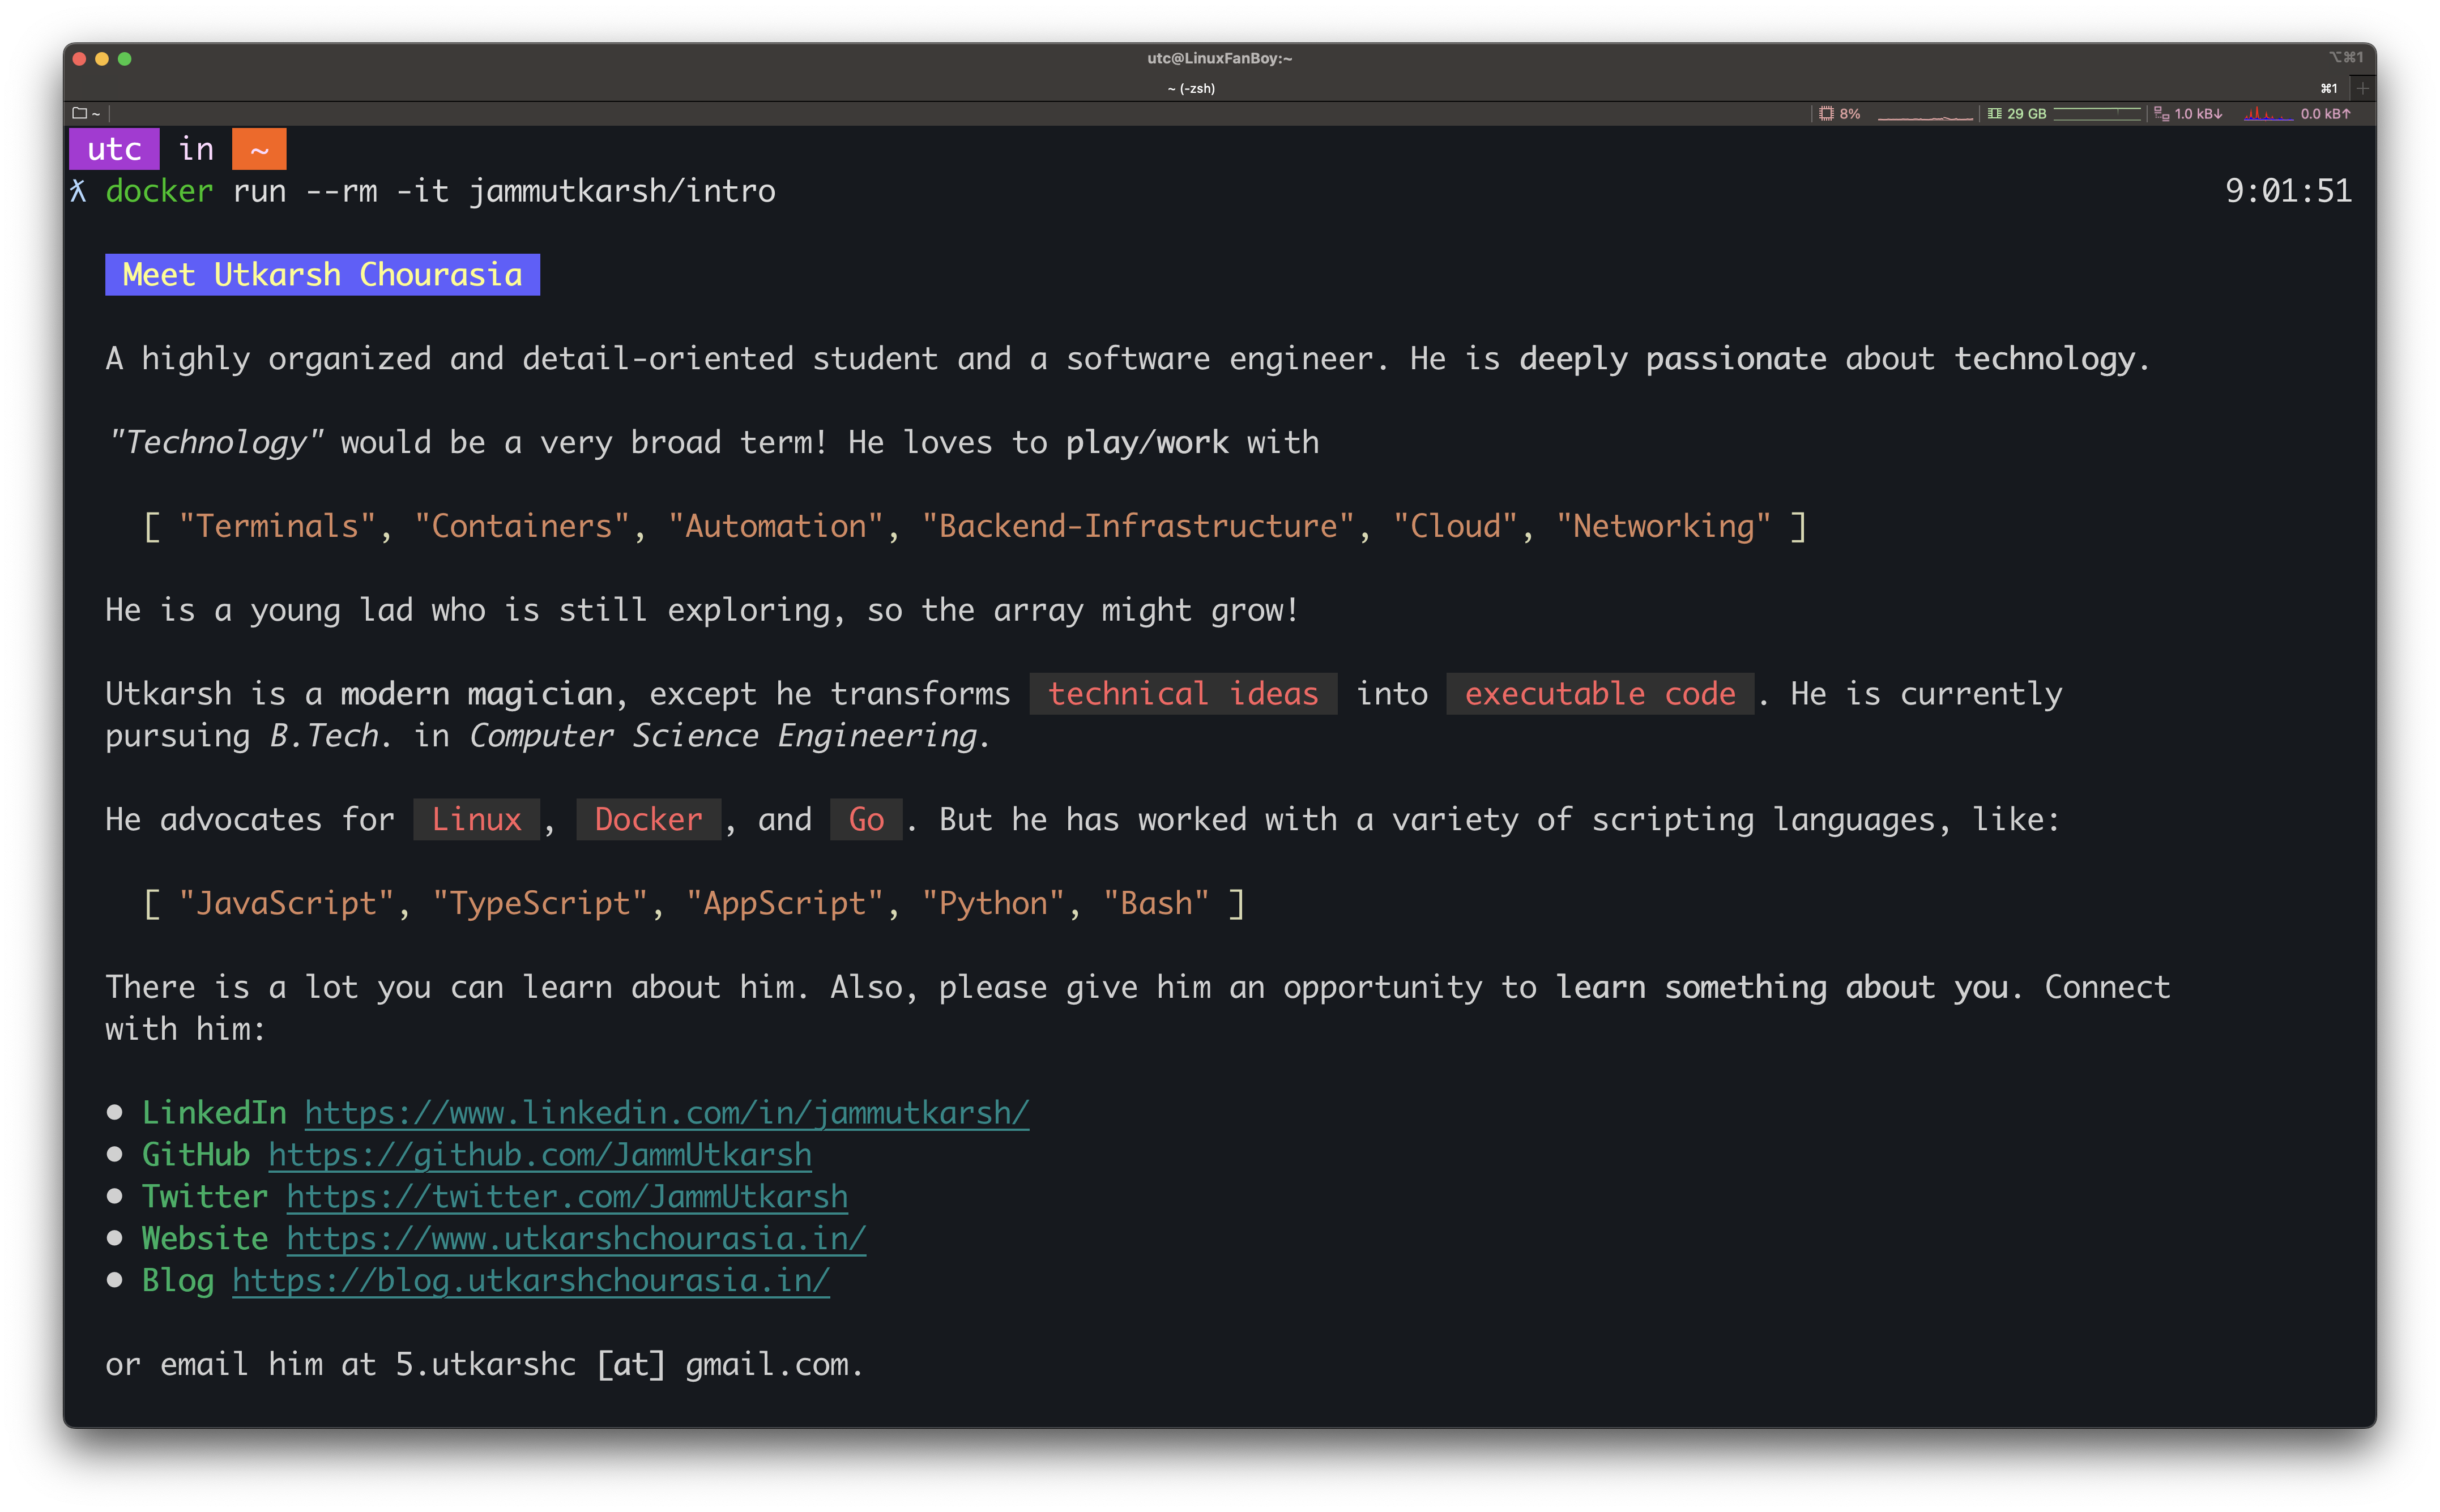 utc@LinuxFanBoy:~
⌥⌘1
~ (-zsh)
⌘1
~
8%
29 GB
1.0 kB↓
0.0 kB↑
utc in ~
docker run --rm -it jammutkarsh/intro
9:01:51
Meet Utkarsh Chourasia
A highly organized and detail-oriented student and a software engineer. He is deeply passionate about technology.
"Technology" would be a very broad term! He loves to play/work with
[ "Terminals", "Containers", "Automation", "Backend-Infrastructure", "Cloud", "Networking" ]
He is a young lad who is still exploring, so the array might grow!
Utkarsh is a modern magician, except he transforms technical ideas into executable code . He is currently
pursuing B.Tech. in Computer Science Engineering.
He advocates for Linux , Docker , and Go . But he has worked with a variety of scripting languages, like:
[ "JavaScript", "TypeScript", "AppScript", "Python", "Bash" ]
There is a lot you can learn about him. Also, please give him an opportunity to learn something about you. Connect
with him:
• LinkedIn https://www.linkedin.com/in/jammutkarsh/
• GitHub https://github.com/JammUtkarsh
• Twitter https://twitter.com/JammUtkarsh
• Website https://www.utkarshchourasia.in/
• Blog https://blog.utkarshchourasia.in/
or email him at 5.utkarshc [at] gmail.com.